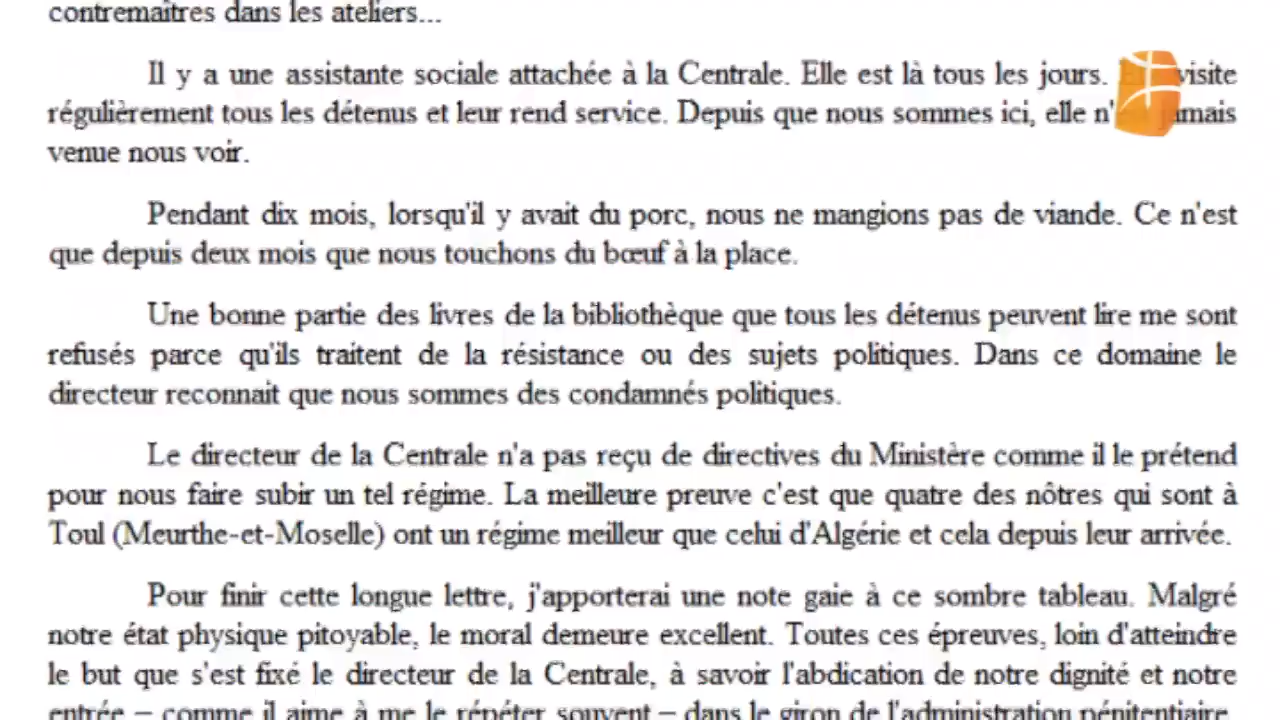 contremaîtres dans les ateliers...
Il y a une assistante sociale attachée à la Centrale. Elle est là tous les jours. visite
régulièrement tous les détenus et leur rend service. Depuis que nous sommes ici, elle n' jamais
venue nous voir.
Pendant dix mois, lorsqu'il y avait du porc, nous ne mangions pas de viande. Ce n'est
que depuis deux mois que nous touchons du bœuf à la place.
Une bonne partie des livres de la bibliothèque que tous les détenus peuvent lire me sont
refusés parce qu'ils traitent de la résistance ou des sujets politiques. Dans ce domaine le
directeur reconnait que nous sommes des condamnés politiques.
Le directeur de la Centrale n'a pas reçu de directives du Ministère comme il le prétend
pour nous faire subir un tel régime. La meilleure preuve c'est que quatre des nôtres qui sont à
Toul (Meurthe-et-Moselle) ont un régime meilleur que celui d'Algérie et cela depuis leur arrivée.
Pour finir cette longue lettre, j'apporterai une note gaie à ce sombre tableau. Malgré
notre état physique pitoyable, le moral demeure excellent. Toutes ces épreuves, loin d'atteindre
le but que s'est fixé le directeur de la Centrale, à savoir l'abdication de notre dignité et notre
entrée – comme il aime à me le répéter souvent – dans le giron de l'administration pénitentiaire,